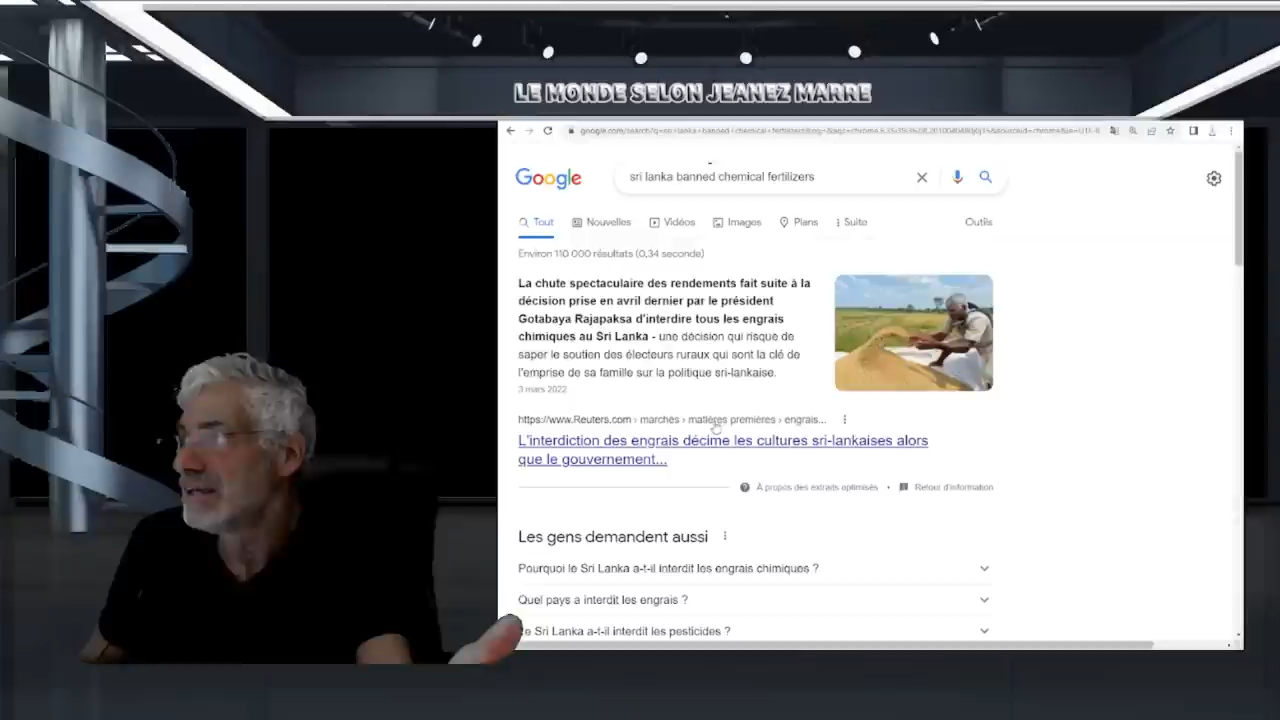 LE MONDE SELON JEANEZ MARRE
Google
sri lanka banned chemical fertilizers
Tout
Nouvelles
Vidéos
Images
Plans
Suite
Outils
Environ 110 000 résultats (0,34 seconde)
La chute spectaculaire des rendements fait suite à la
décision prise en avril dernier par le président
Gotabaya Rajapaksa d'interdire tous les engrais
chimiques au Sri Lanka - une décision qui risque de
saper le soutien des électeurs ruraux qui sont la clé de
l'emprise de sa famille sur la politique sri-lankaise.
3 mars 2022
https://www.Reuters.com › marchés › matières premières › engrais...
L'interdiction des engrais décime les cultures sri-lankaises alors
que le gouvernement...
À propos des extraits optimisés • Retour d'information
Les gens demandent aussi
Pourquoi le Sri Lanka a-t-il interdit les engrais chimiques ?
Quel pays a interdit les engrais ?
Sri Lanka a-t-il interdit les pesticides ?